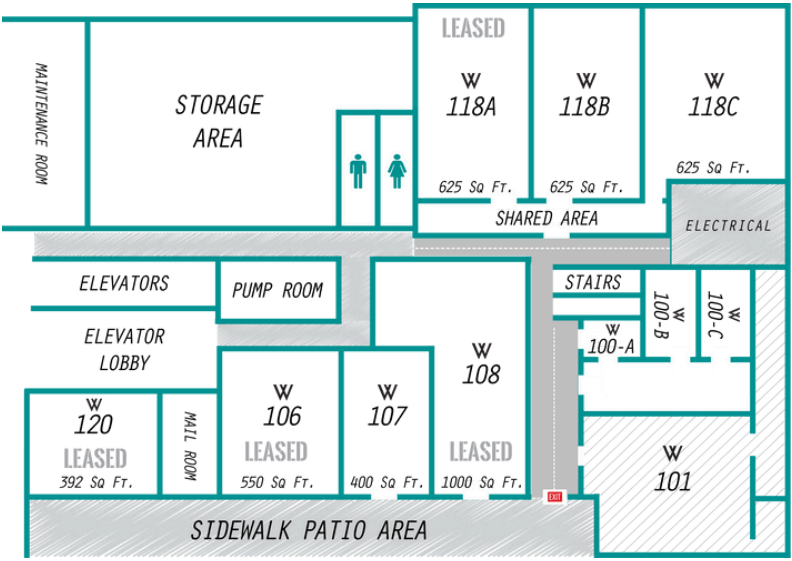 MAINTENANCE ROOM
STORAGE
AREA
LEASED
W
118A
625 SQ FT.
W
118B
625 SQ FT.
W
118C
625 SQ FT.
SHARED AREA
ELECTRICAL
ELEVATORS
PUMP ROOM
STAIRS
ELEVATOR
LOBBY
W
100-A
W
100-B
W
100-C
W
120
LEASED
392 SQ FT.
MAIL ROOM
W
106
LEASED
550 SQ FT.
W
107
400 SQ FT.
W
108
LEASED
1000 SQ FT.
W
101
EXIT
SIDEWALK PATIO AREA